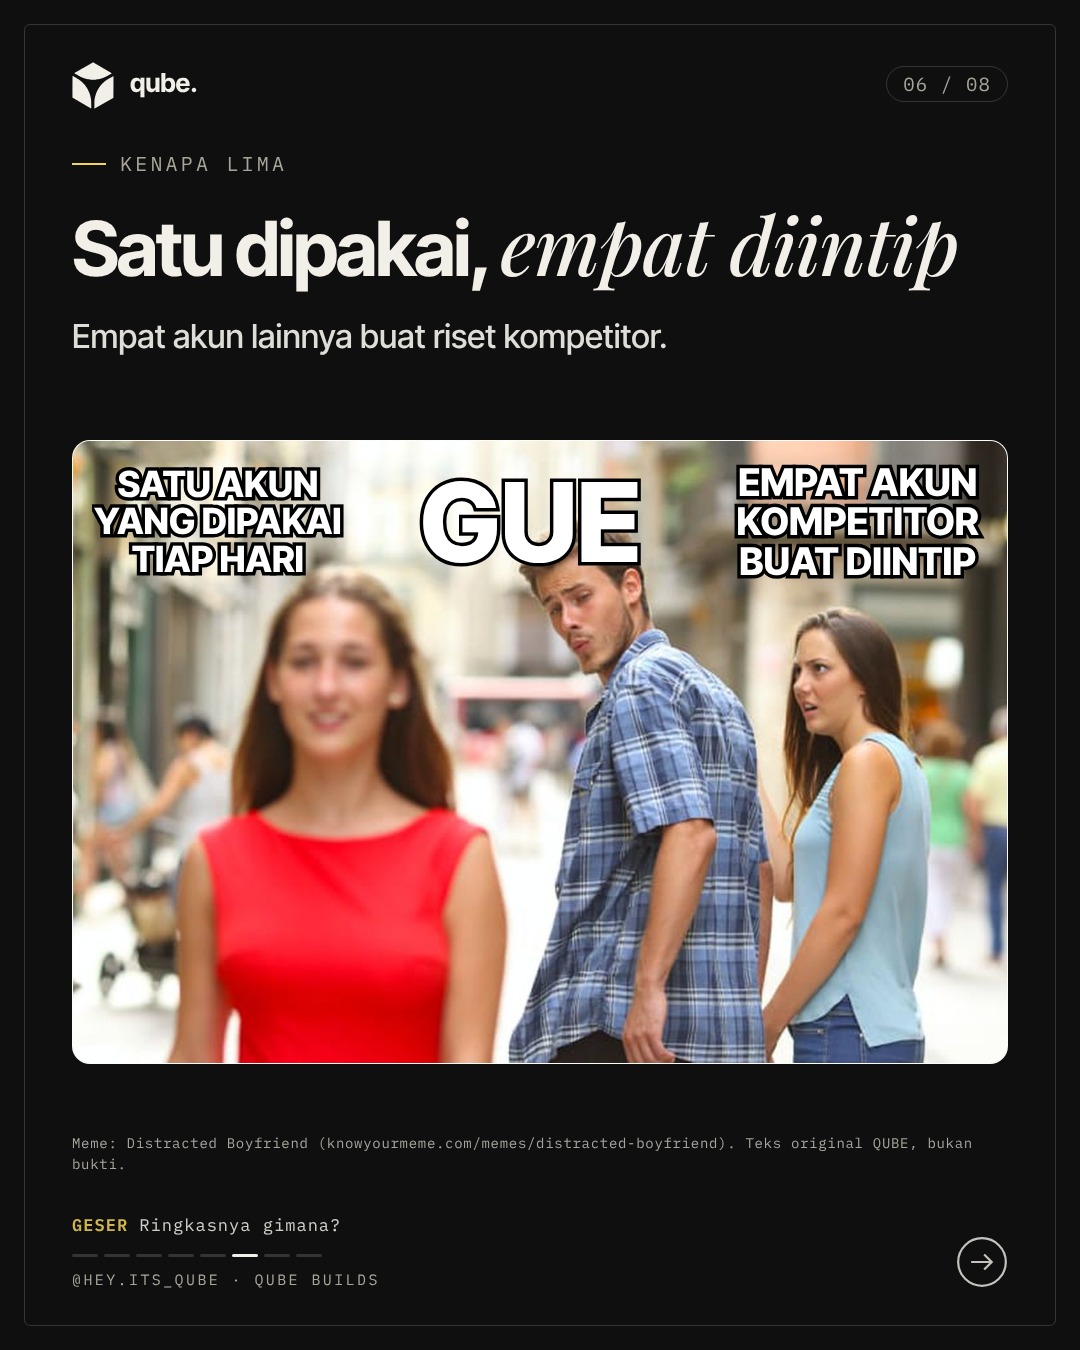 qube.
06 / 08
KENAPA LIMA
Satu dipakai, empat diintip
Empat akun lainnya buat riset kompetitor.
SATU AKUN
YANG DIPAKAI
TIAP HARI
GUE
EMPAT AKUN
KOMPETITOR
BUAT DIINTIP
Meme: Distracted Boyfriend (knowyourmeme.com/memes/distracted-boyfriend). Teks original QUBE, bukan
bukti.
GESER Ringkasnya gimana?
@HEY.ITS_QUBE · QUBE BUILDS